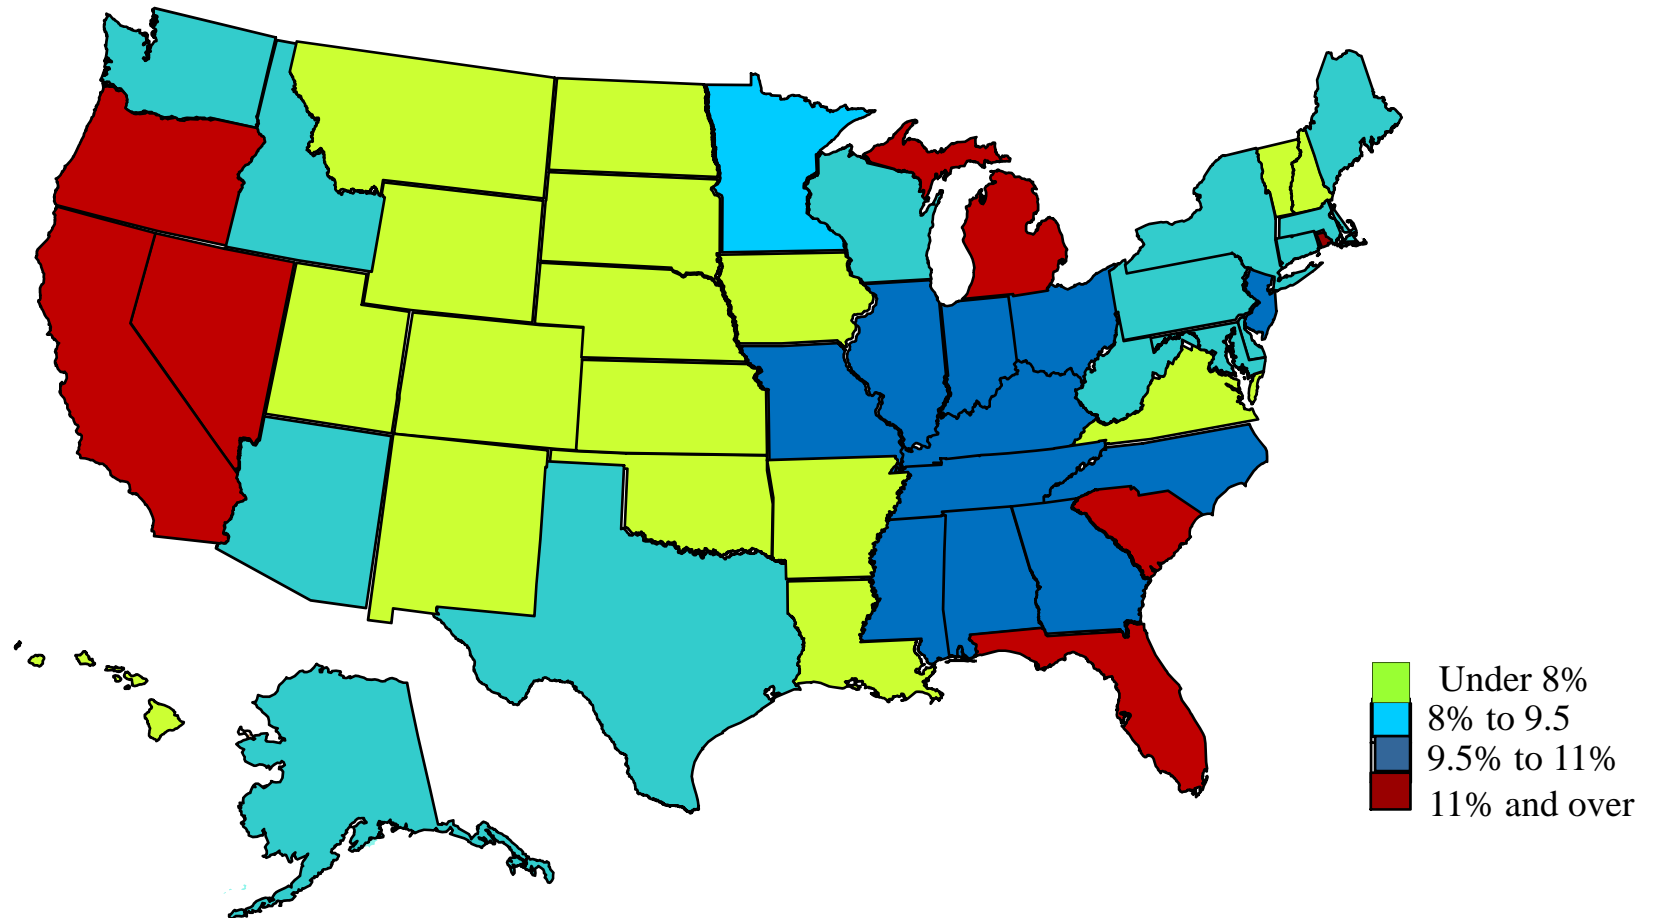 Under 8%
8% to 9.5
9.5% to 11%
11% and over